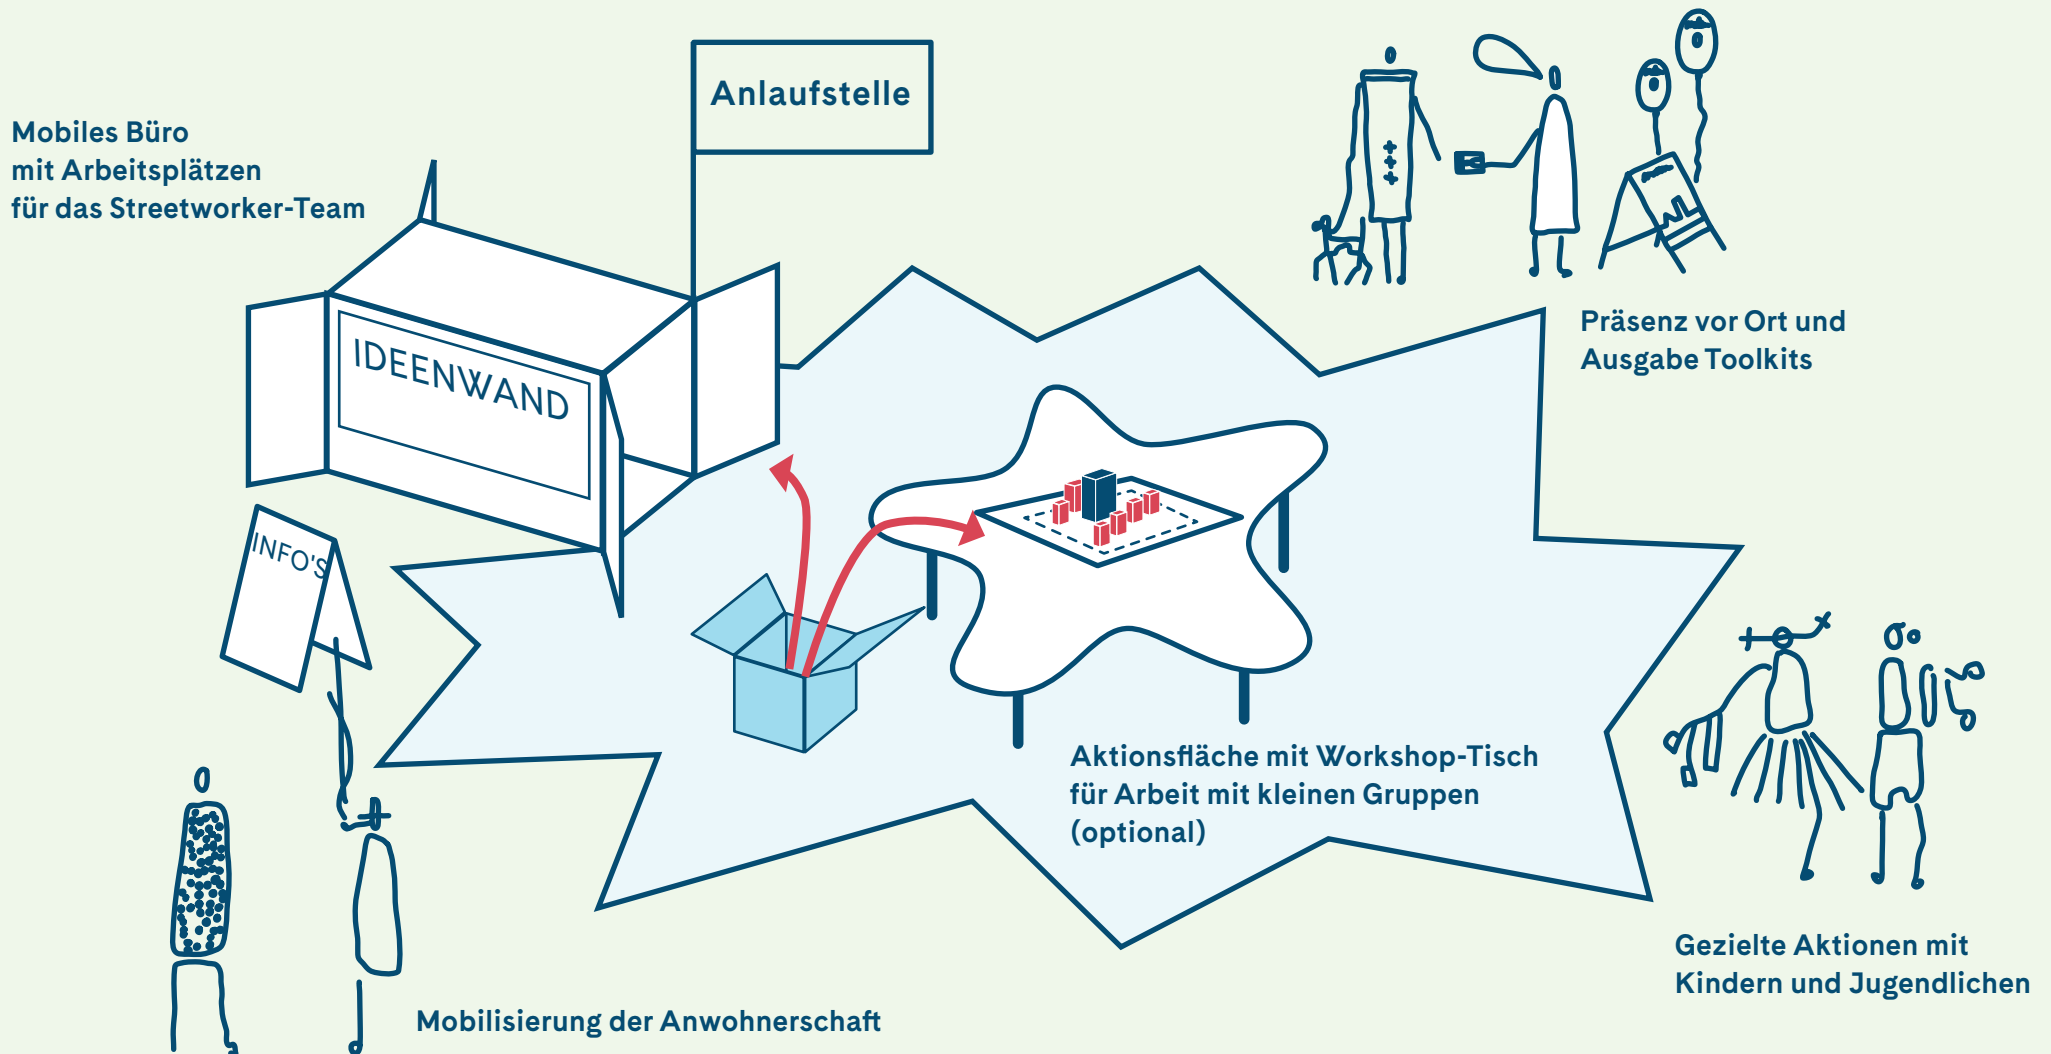 Anlaufstelle
Mobiles Büro
mit Arbeitsplätzen
für das Streetworker-Team
IDEENWAND
INFO'S
Präsenz vor Ort und
Ausgabe Toolkits
Aktionsfläche mit Workshop-Tisch
für Arbeit mit kleinen Gruppen
(optional)
Gezielte Aktionen mit
Kindern und Jugendlichen
Mobilisierung der Anwohnerschaft